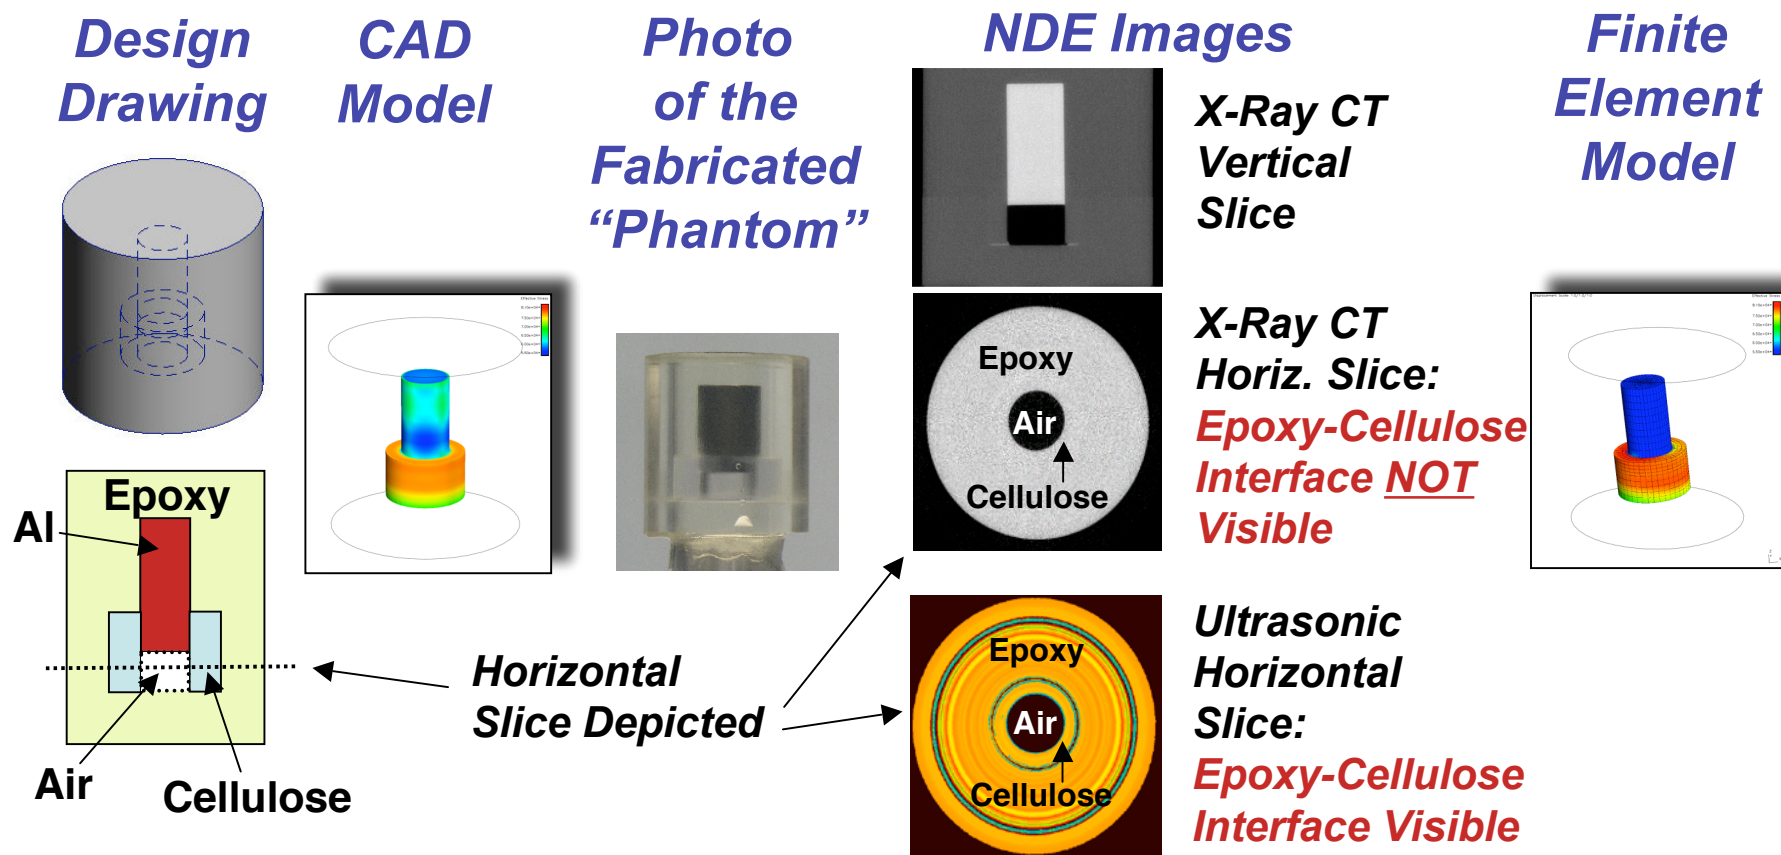 Design
Drawing
CAD
Model
Photo
of the
Fabricated
“Phantom”
NDE Images
Finite
Element
Model
X-Ray CT
Vertical
Slice
X-Ray CT
Horiz. Slice:
Epoxy-Cellulose
Interface NOT
Visible
Epoxy
Air
Cellulose
Epoxy
Al
Air
Cellulose
Horizontal
Slice Depicted
Epoxy
Air
Cellulose
Ultrasonic
Horizontal
Slice:
Epoxy-Cellulose
Interface Visible